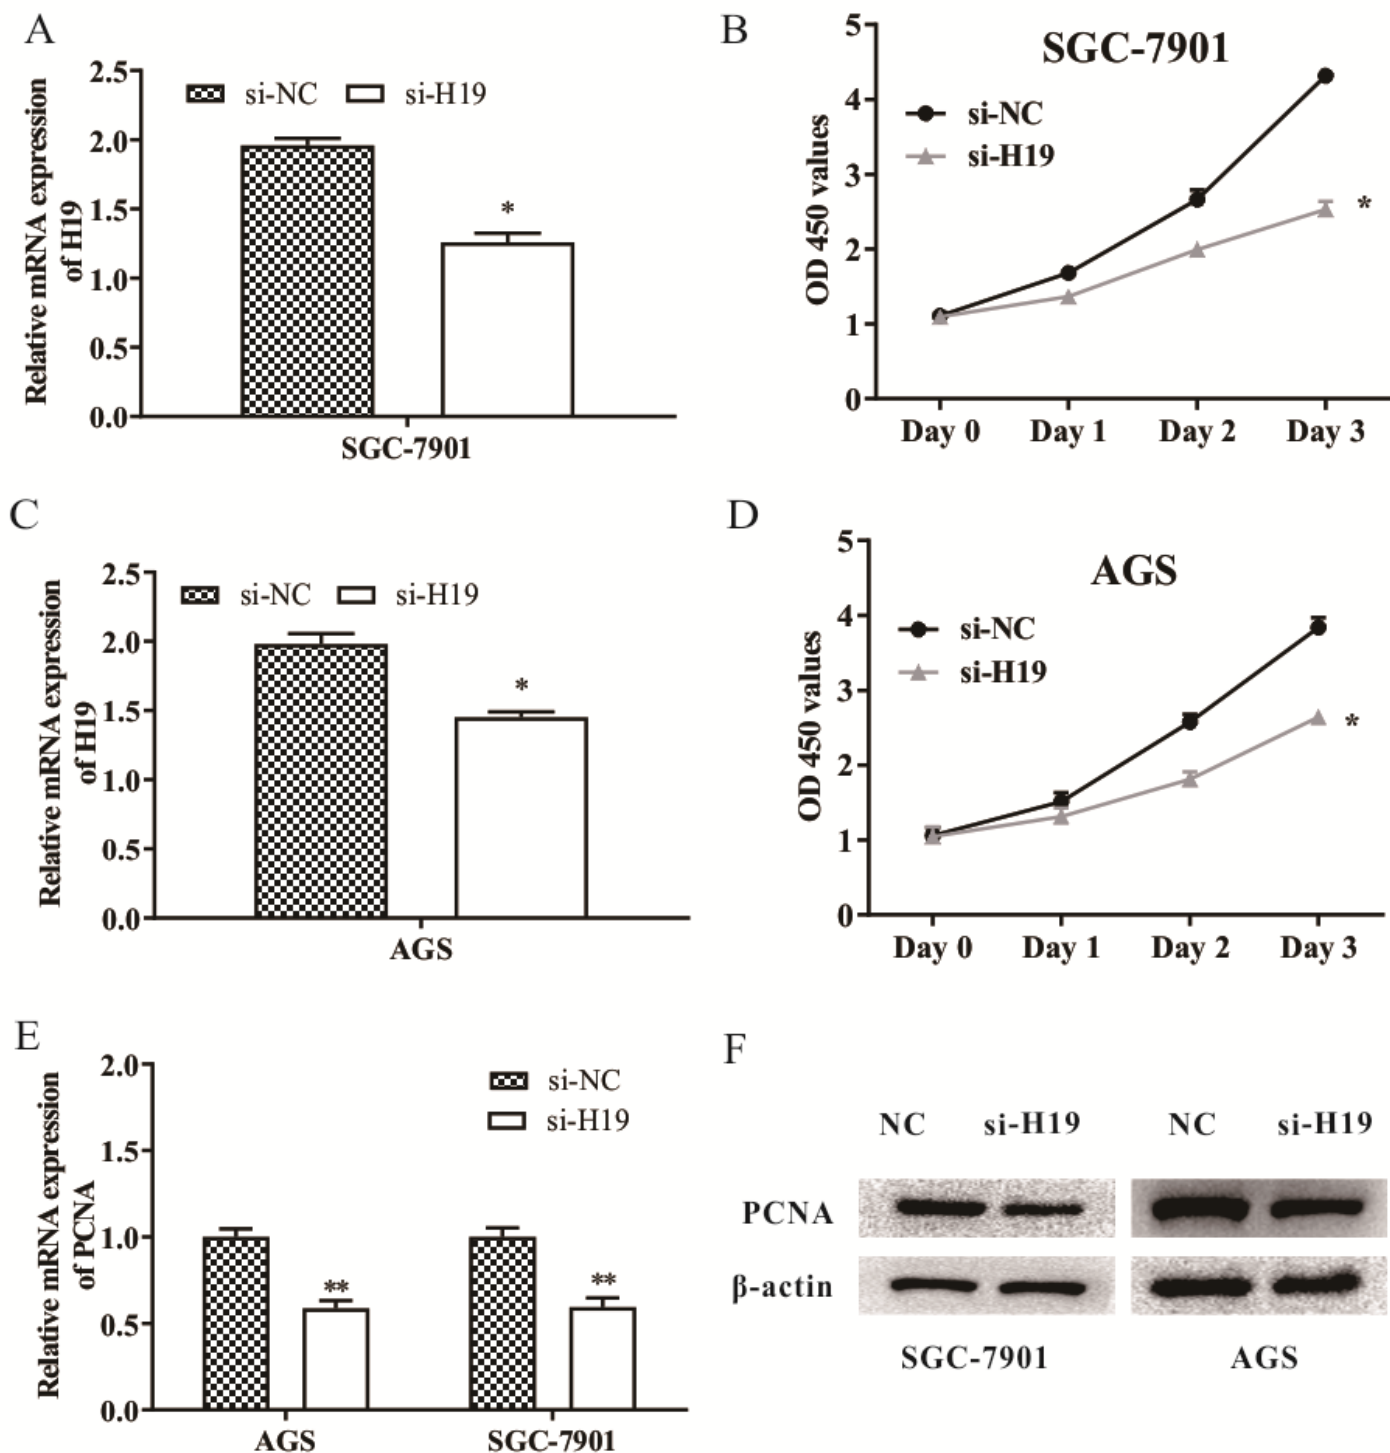 A
Relative mRNA expression
of H19
2.5
2.0
1.5
1.0
0.5
0.0
si-NC
si-H19
*
SGC-7901
B
SGC-7901
OD 450 values
5
4
3
2
1
0
si-NC
si-H19
*
Day 0 Day 1 Day 2 Day 3
C
Relative mRNA expression
of H19
2.5
2.0
1.5
1.0
0.5
0.0
si-NC
si-H19
*
AGS
D
AGS
OD 450 values
5
4
3
2
1
0
si-NC
si-H19
*
Day 0 Day 1 Day 2 Day 3
E
Relative mRNA expression
of PCNA
2.0
1.5
1.0
0.5
0.0
si-NC
si-H19
**
**
AGS SGC-7901
F
NC si-H19 NC si-H19
PCNA
β-actin
SGC-7901 AGS